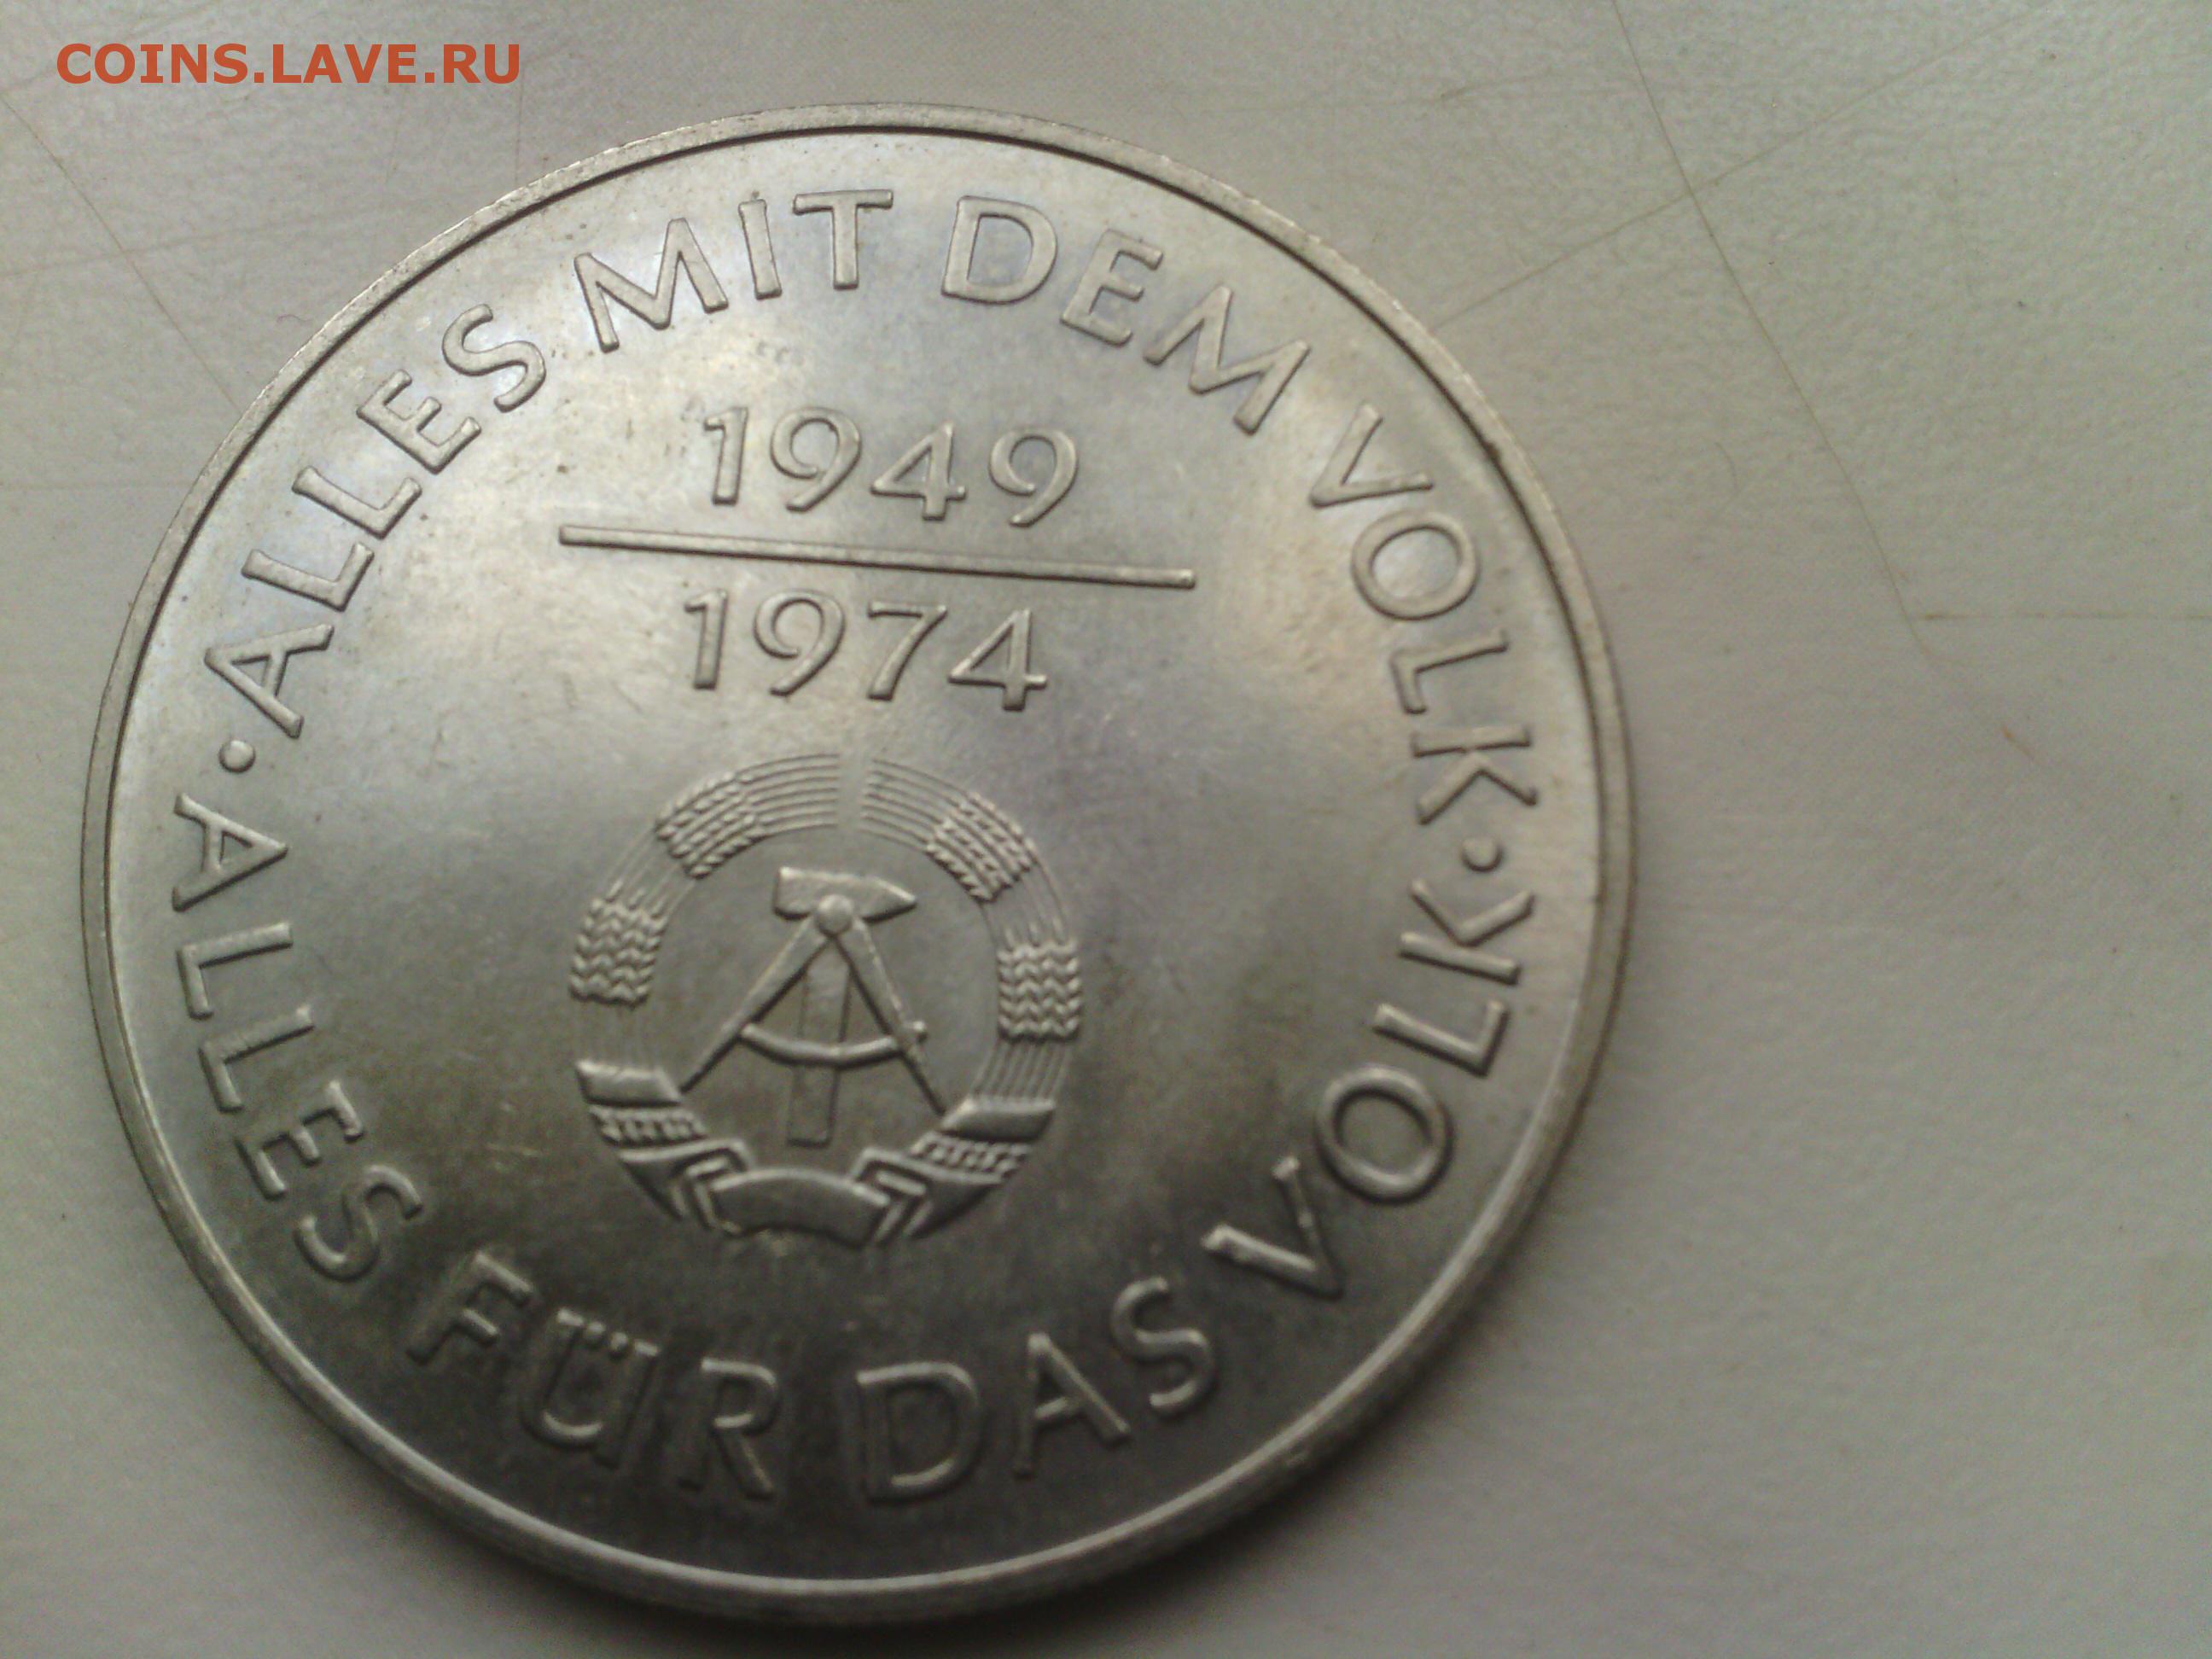 COINS.LAVE.RU
· ALLES MIT DEM VOLK ·
1949
1974
ALLES FÜR DAS VOLK